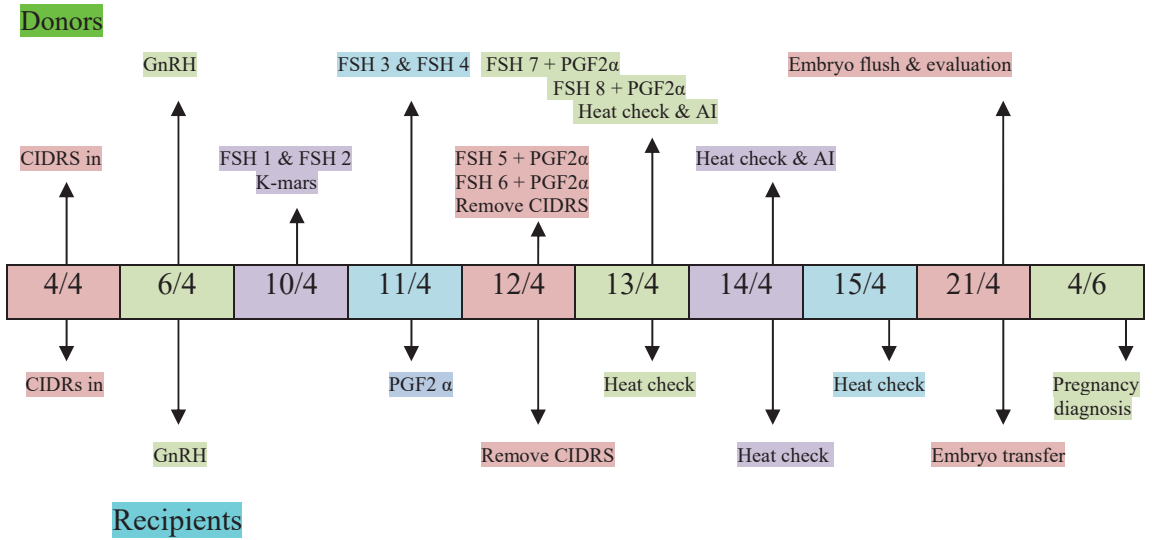 Donors
GnRH
FSH 3 & FSH 4
FSH 7 + PGF2α
FSH 8 + PGF2α
Heat check & AI
Embryo flush & evaluation
CIDRS in
FSH 1 & FSH 2
K-mars
FSH 5 + PGF2α
FSH 6 + PGF2α
Remove CIDRS
Heat check & AI
4/4
6/4
10/4
11/4
12/4
13/4
14/4
15/4
21/4
4/6
CIDRs in
PGF2 α
Heat check
Heat check
Pregnancy
diagnosis
GnRH
Remove CIDRS
Heat check
Embryo transfer
Recipients